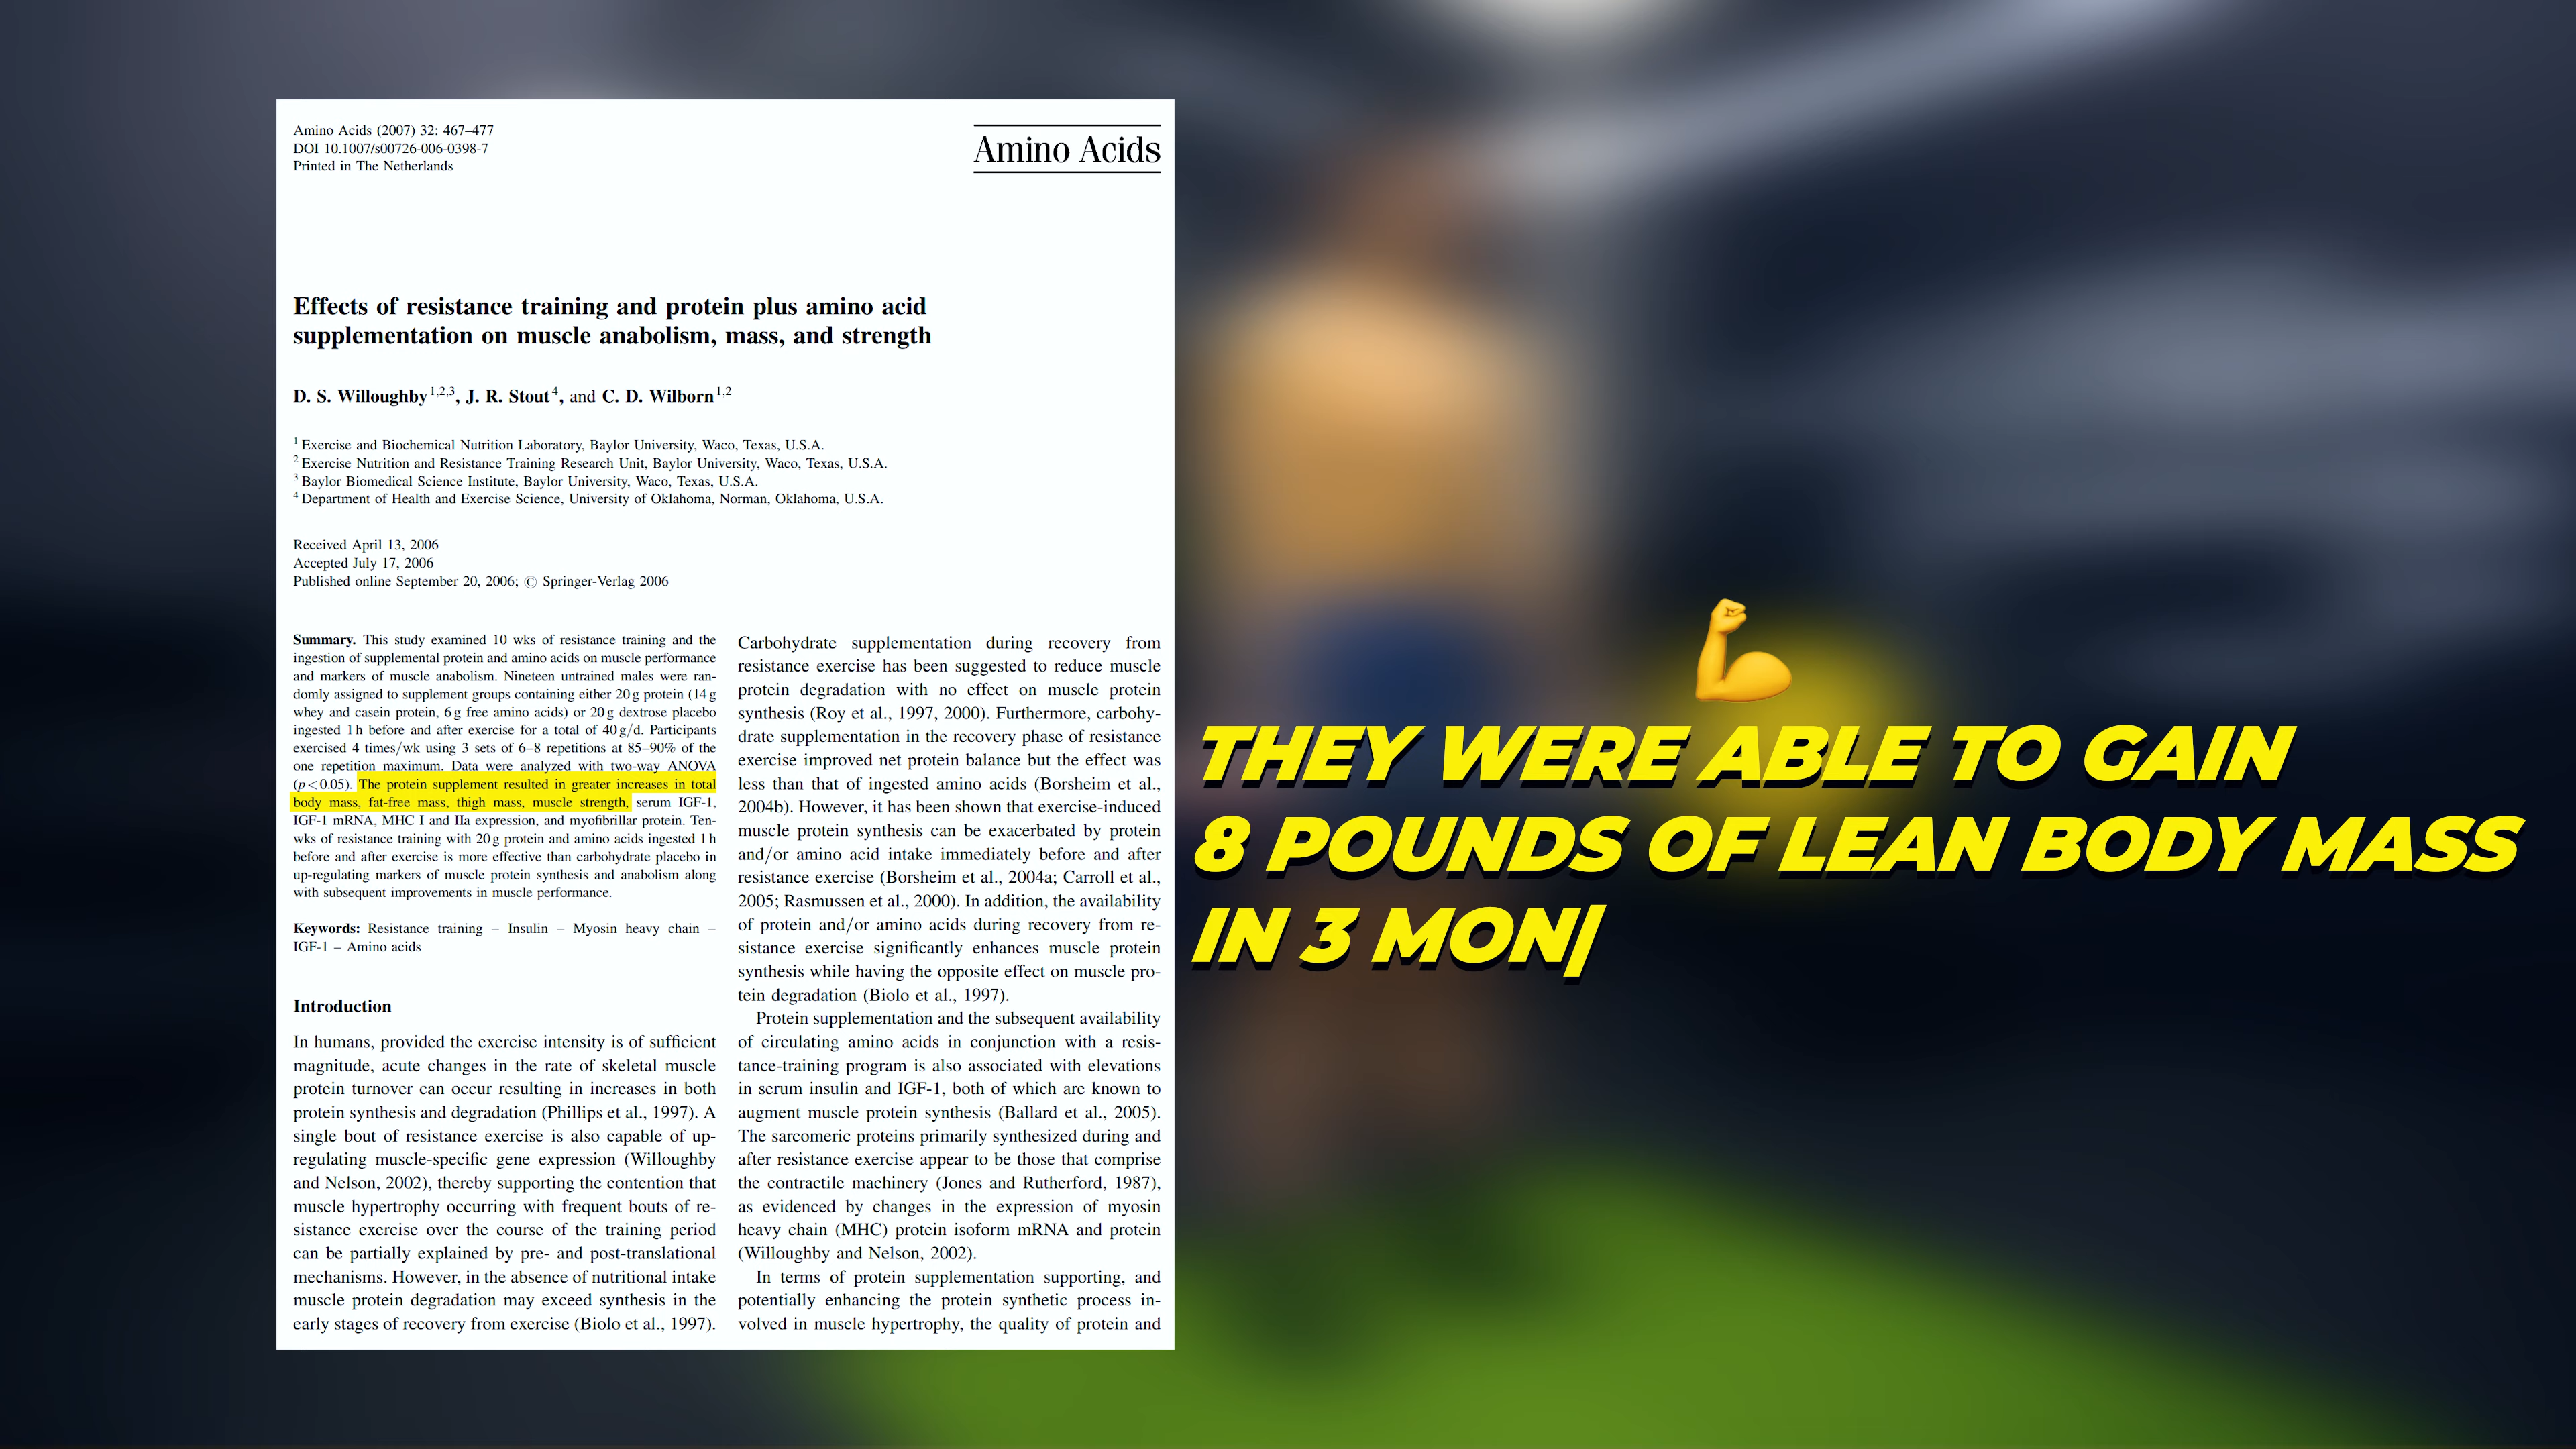 Amino Acids (2007) 32: 467–477
DOI 10.1007/s00726-006-0398-7
Printed in The Netherlands
Amino Acids
Effects of resistance training and protein plus amino acid
supplementation on muscle anabolism, mass, and strength
D. S. Willoughby1,2,3, J. R. Stout4, and C. D. Wilborn1,2
1 Exercise and Biochemical Nutrition Laboratory, Baylor University, Waco, Texas, U.S.A.
2 Exercise Nutrition and Resistance Training Research Unit, Baylor University, Waco, Texas, U.S.A.
3 Baylor Biomedical Science Institute, Baylor University, Waco, Texas, U.S.A.
4 Department of Health and Exercise Science, University of Oklahoma, Norman, Oklahoma, U.S.A.
Received April 13, 2006
Accepted July 17, 2006
Published online September 20, 2006; © Springer-Verlag 2006
Summary. This study examined 10 wks of resistance training and the
ingestion of supplemental protein and amino acids on muscle performance
and markers of muscle anabolism. Nineteen untrained males were ran-
domly assigned to supplement groups containing either 20 g protein (14 g
whey and casein protein, 6 g free amino acids) or 20 g dextrose placebo
ingested 1 h before and after exercise for a total of 40 g/d. Participants
exercised 4 times/wk using 3 sets of 6–8 repetitions at 85–90% of the
one repetition maximum. Data were analyzed with two-way ANOVA
(p < 0.05). The protein supplement resulted in greater increases in total
body mass, fat-free mass, thigh mass, muscle strength, serum IGF-1,
IGF-1 mRNA, MHC I and IIa expression, and myofibrillar protein. Ten-
wks of resistance training with 20 g protein and amino acids ingested 1 h
before and after exercise is more effective than carbohydrate placebo in
up-regulating markers of muscle protein synthesis and anabolism along
with subsequent improvements in muscle performance.
Keywords: Resistance training – Insulin – Myosin heavy chain –
IGF-1 – Amino acids
Introduction
In humans, provided the exercise intensity is of sufficient
magnitude, acute changes in the rate of skeletal muscle
protein turnover can occur resulting in increases in both
protein synthesis and degradation (Phillips et al., 1997). A
single bout of resistance exercise is also capable of up-
regulating muscle-specific gene expression (Willoughby
and Nelson, 2002), thereby supporting the contention that
muscle hypertrophy occurring with frequent bouts of re-
sistance exercise over the course of the training period
can be partially explained by pre- and post-translational
mechanisms. However, in the absence of nutritional intake
muscle protein degradation may exceed synthesis in the
early stages of recovery from exercise (Biolo et al., 1997).
Carbohydrate supplementation during recovery from
resistance exercise has been suggested to reduce muscle
protein degradation with no effect on muscle protein
synthesis (Roy et al., 1997, 2000). Furthermore, carbohy-
drate supplementation in the recovery phase of resistance
exercise improved net protein balance but the effect was
less than that of ingested amino acids (Borsheim et al.,
2004b). However, it has been shown that exercise-induced
muscle protein synthesis can be exacerbated by protein
and/or amino acid intake immediately before and after
resistance exercise (Borsheim et al., 2004a; Carroll et al.,
2005; Rasmussen et al., 2000). In addition, the availability
of protein and/or amino acids during recovery from re-
sistance exercise significantly enhances muscle protein
synthesis while having the opposite effect on muscle pro-
tein degradation (Biolo et al., 1997).
Protein supplementation and the subsequent availability
of circulating amino acids in conjunction with a resis-
tance-training program is also associated with elevations
in serum insulin and IGF-1, both of which are known to
augment muscle protein synthesis (Ballard et al., 2005).
The sarcomeric proteins primarily synthesized during and
after resistance exercise appear to be those that comprise
the contractile machinery (Jones and Rutherford, 1987),
as evidenced by changes in the expression of myosin
heavy chain (MHC) protein isoform mRNA and protein
(Willoughby and Nelson, 2002).
In terms of protein supplementation supporting, and
potentially enhancing the protein synthetic process in-
volved in muscle hypertrophy, the quality of protein and
THEY WERE ABLE TO GAIN
8 POUNDS OF LEAN BODY MASS
IN 3 MON|